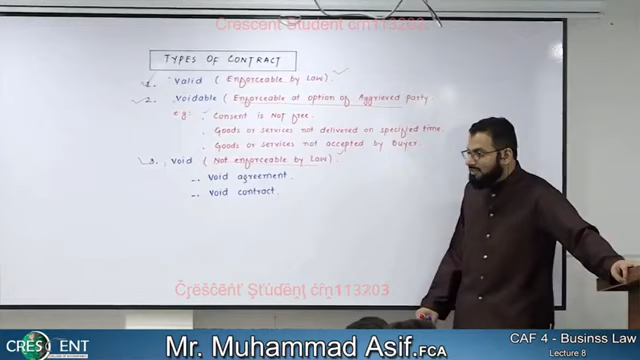 Crescent Student crn113203
TYPES OF CONTRACT
1. Valid (Enforceable by Law).
2. Voidable (Enforceable at option of Aggrieved party.
e.g: Consent is Not free.
. Goods or services not delivered on specified time.
. Goods or services not accepted by Buyer.
3. Void (Not enforceable by Law).
-. Void agreement.
-. Void contract.
Crescent Student crn113203
CRESCENT
Mr. Muhammad Asif.FCA
CAF 4 - Businss Law
Lecture 8